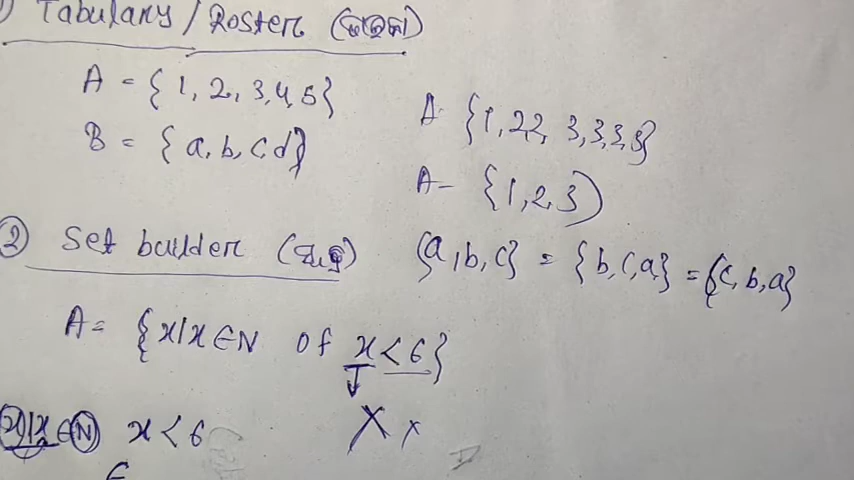 Tabulary / Roster
A = {1, 2, 3, 4, 5}
B = {a, b, c, d}
A {1, 2,2, 3,3,3,3}
A- {1, 2, 3)
② Set builder
{a, b, c} = {b, c, a,} = {c, b, a}
A = {x/x ∈ N of x < 6}
x/x ∈ N x < 6
X x